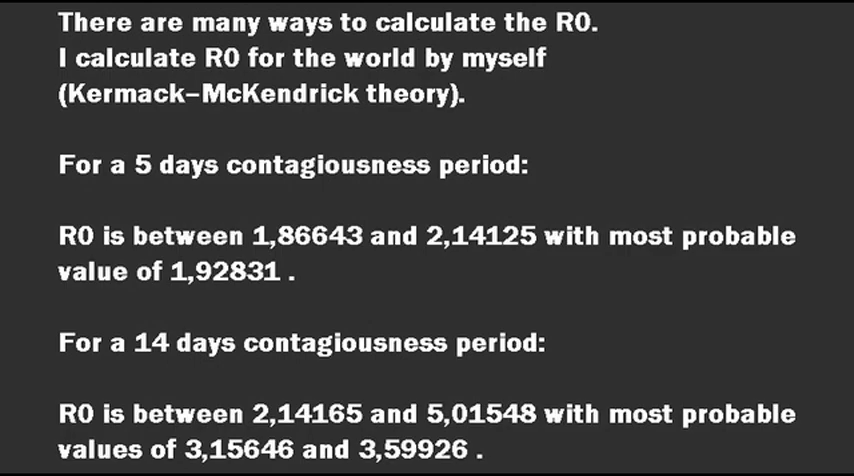 There are many ways to calculate the R0.
I calculate R0 for the world by myself
(Kermack–McKendrick theory).
For a 5 days contagiousness period:
R0 is between 1,86643 and 2,14125 with most probable
value of 1,92831 .
For a 14 days contagiousness period:
R0 is between 2,14165 and 5,01548 with most probable
values of 3,15646 and 3,59926 .